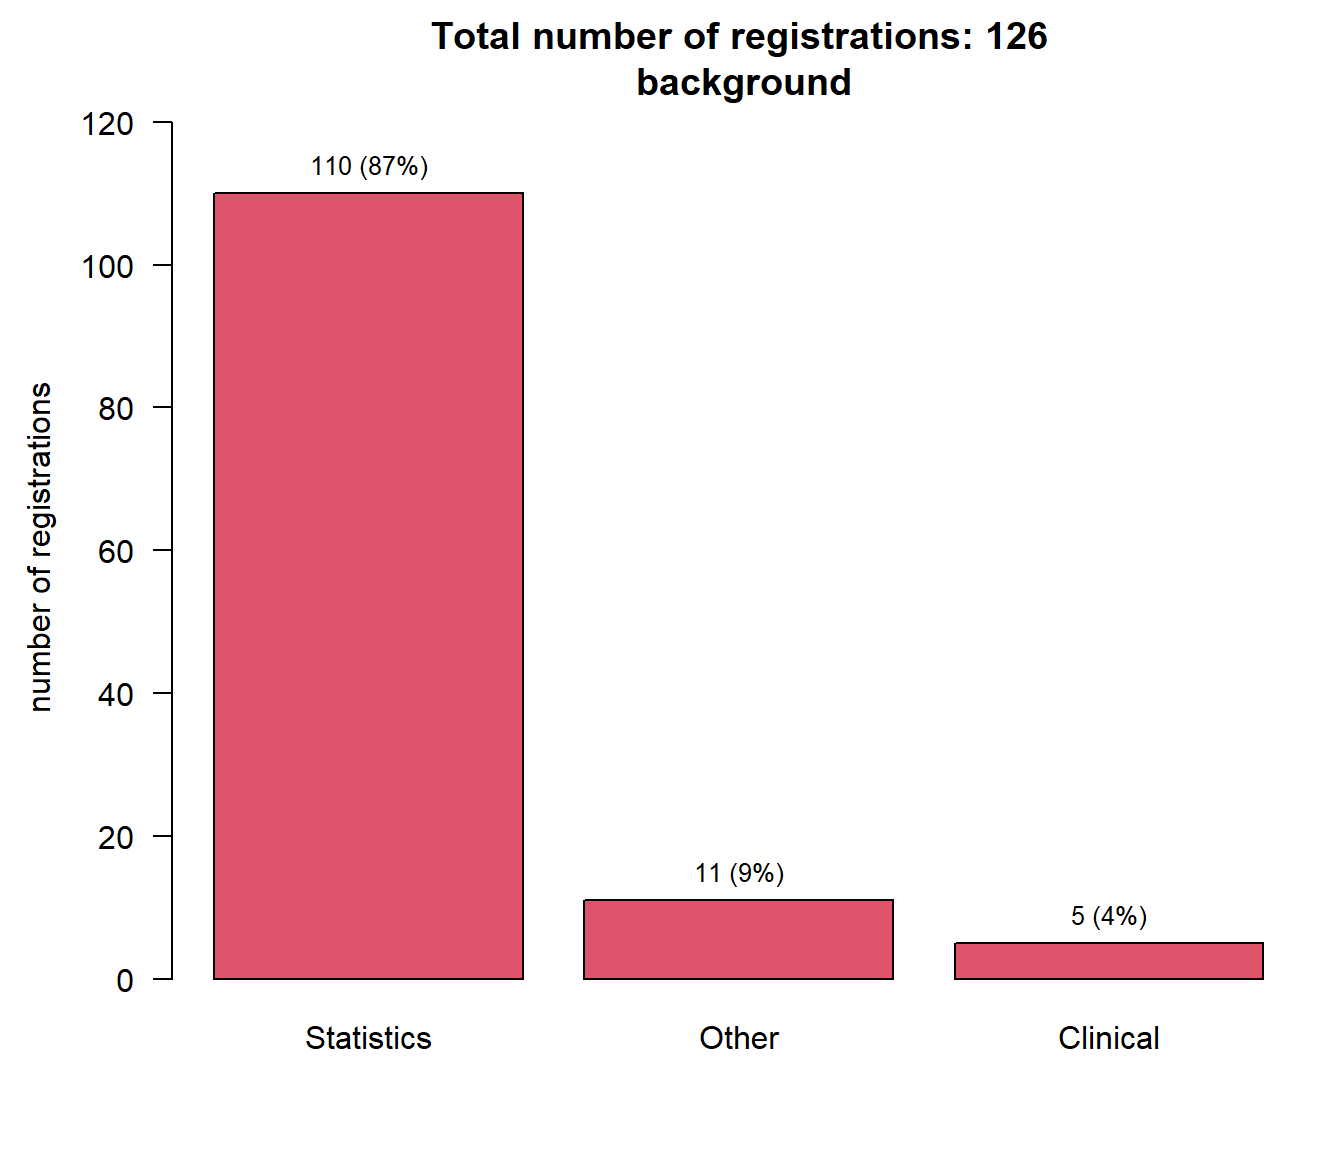 Total number of registrations: 126
background
number of registrations
120
100
80
60
40
20
0
110 (87%)
11 (9%)
5 (4%)
Statistics
Other
Clinical